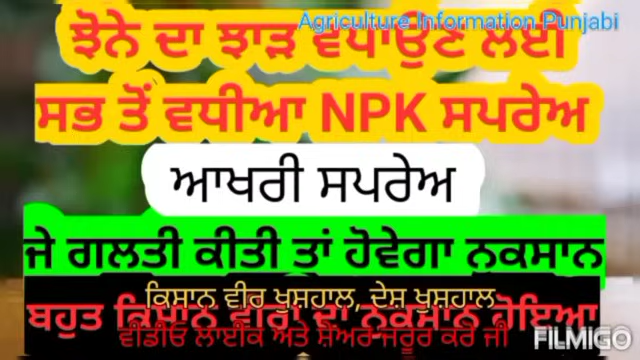 Agriculture Information Punjabi
ਝੋਨੇ ਦਾ ਝਾੜ ਵਧਾਉਣ ਲਈ
ਸਭ ਤੋਂ ਵਧੀਆ NPK ਸਪਰੇਅ
ਆਖਰੀ ਸਪਰੇਅ
ਜੇ ਗਲਤੀ ਕੀਤੀ ਤਾਂ ਹੋਵੇਗਾ ਨੁਕਸਾਨ
ਕਿਸਾਨ ਵੀਰ ਖੁਸ਼ਹਾਲ, ਦੇਸ਼ ਖੁਸ਼ਹਾਲ
ਬਹੁਤ ਕਿਸਾਨ ਵੀਰਾਂ ਦਾ ਨੁਕਸਾਨ ਹੋਇਆ
ਵੀਡੀਓ ਲਾਈਕ ਅਤੇ ਸ਼ੇਅਰ ਜਰੂਰ ਕਰੋ ਜੀ
FILMIGO